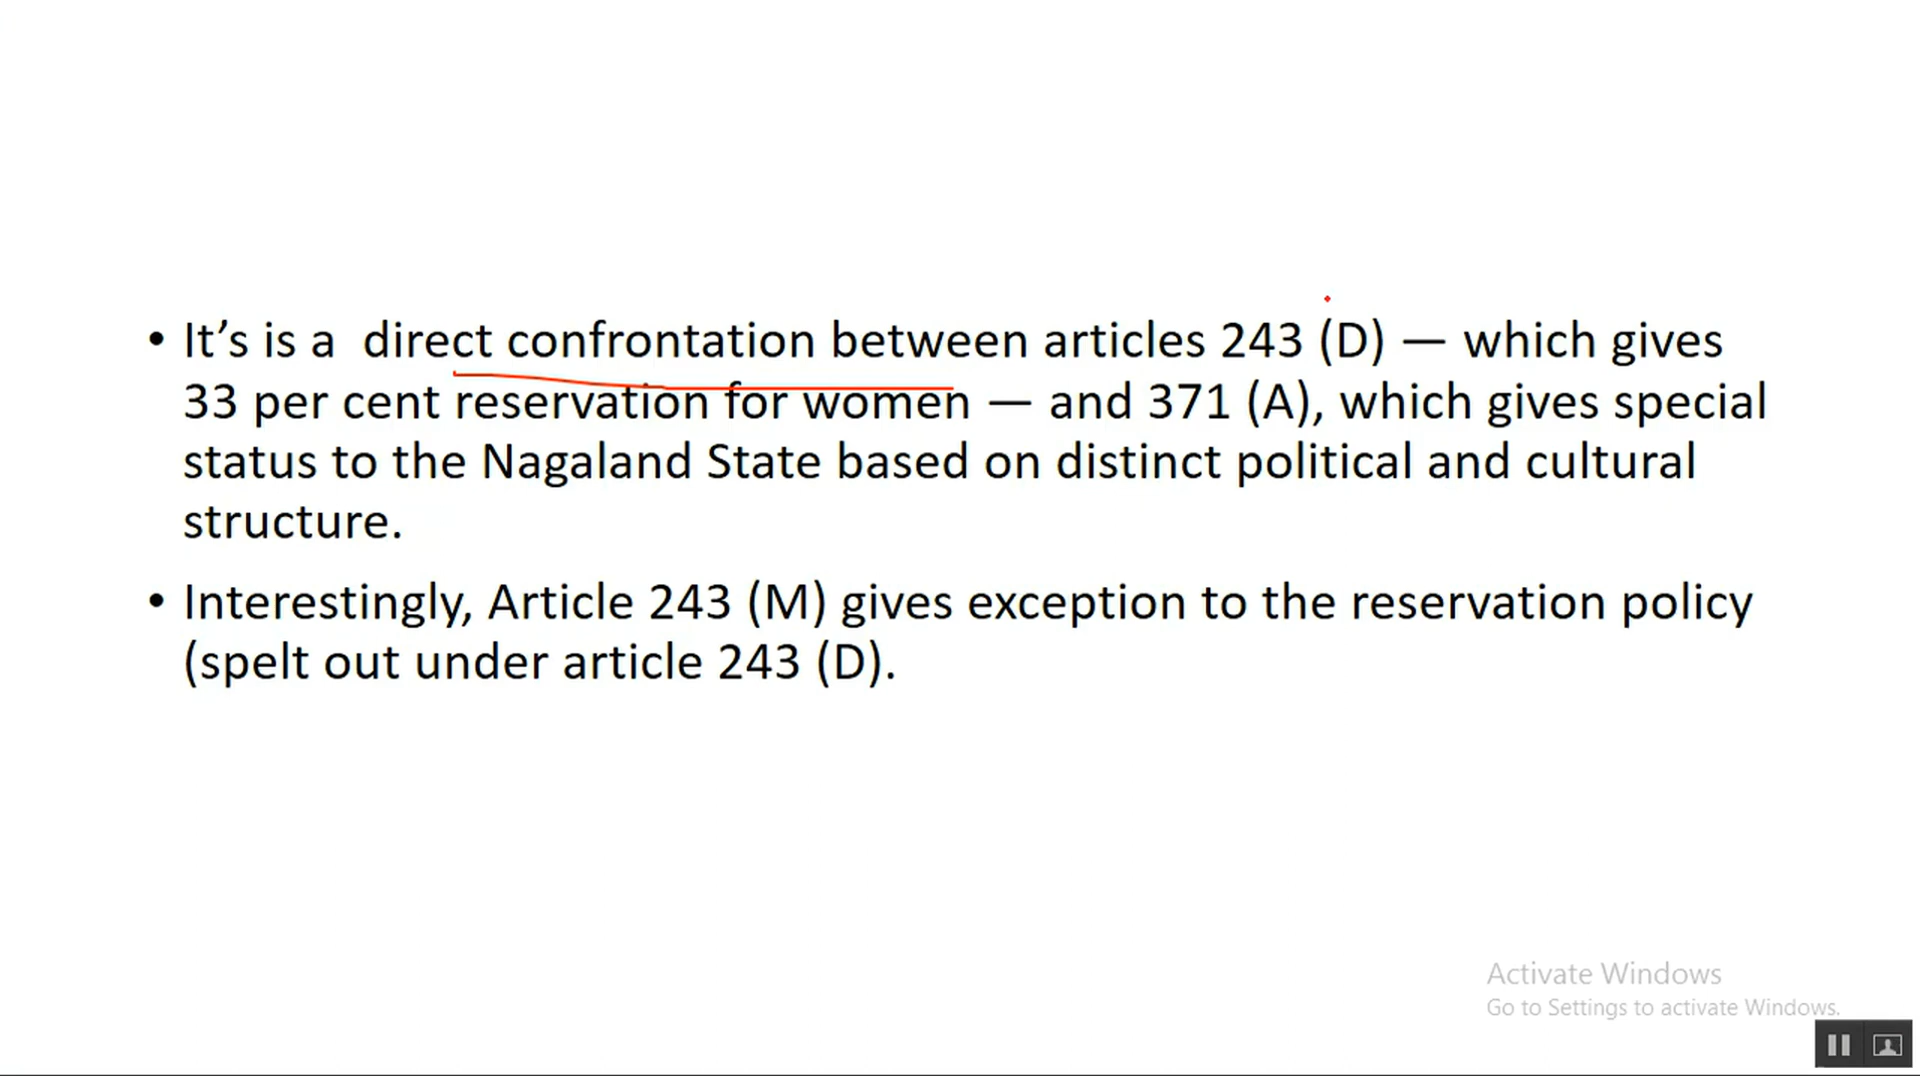 • It’s is a  direct confrontation between articles 243 (D) — which gives
33 per cent reservation for women — and 371 (A), which gives special
status to the Nagaland State based on distinct political and cultural
structure.
• Interestingly, Article 243 (M) gives exception to the reservation policy
(spelt out under article 243 (D).
Activate Windows
Go to Settings to activate Windows.